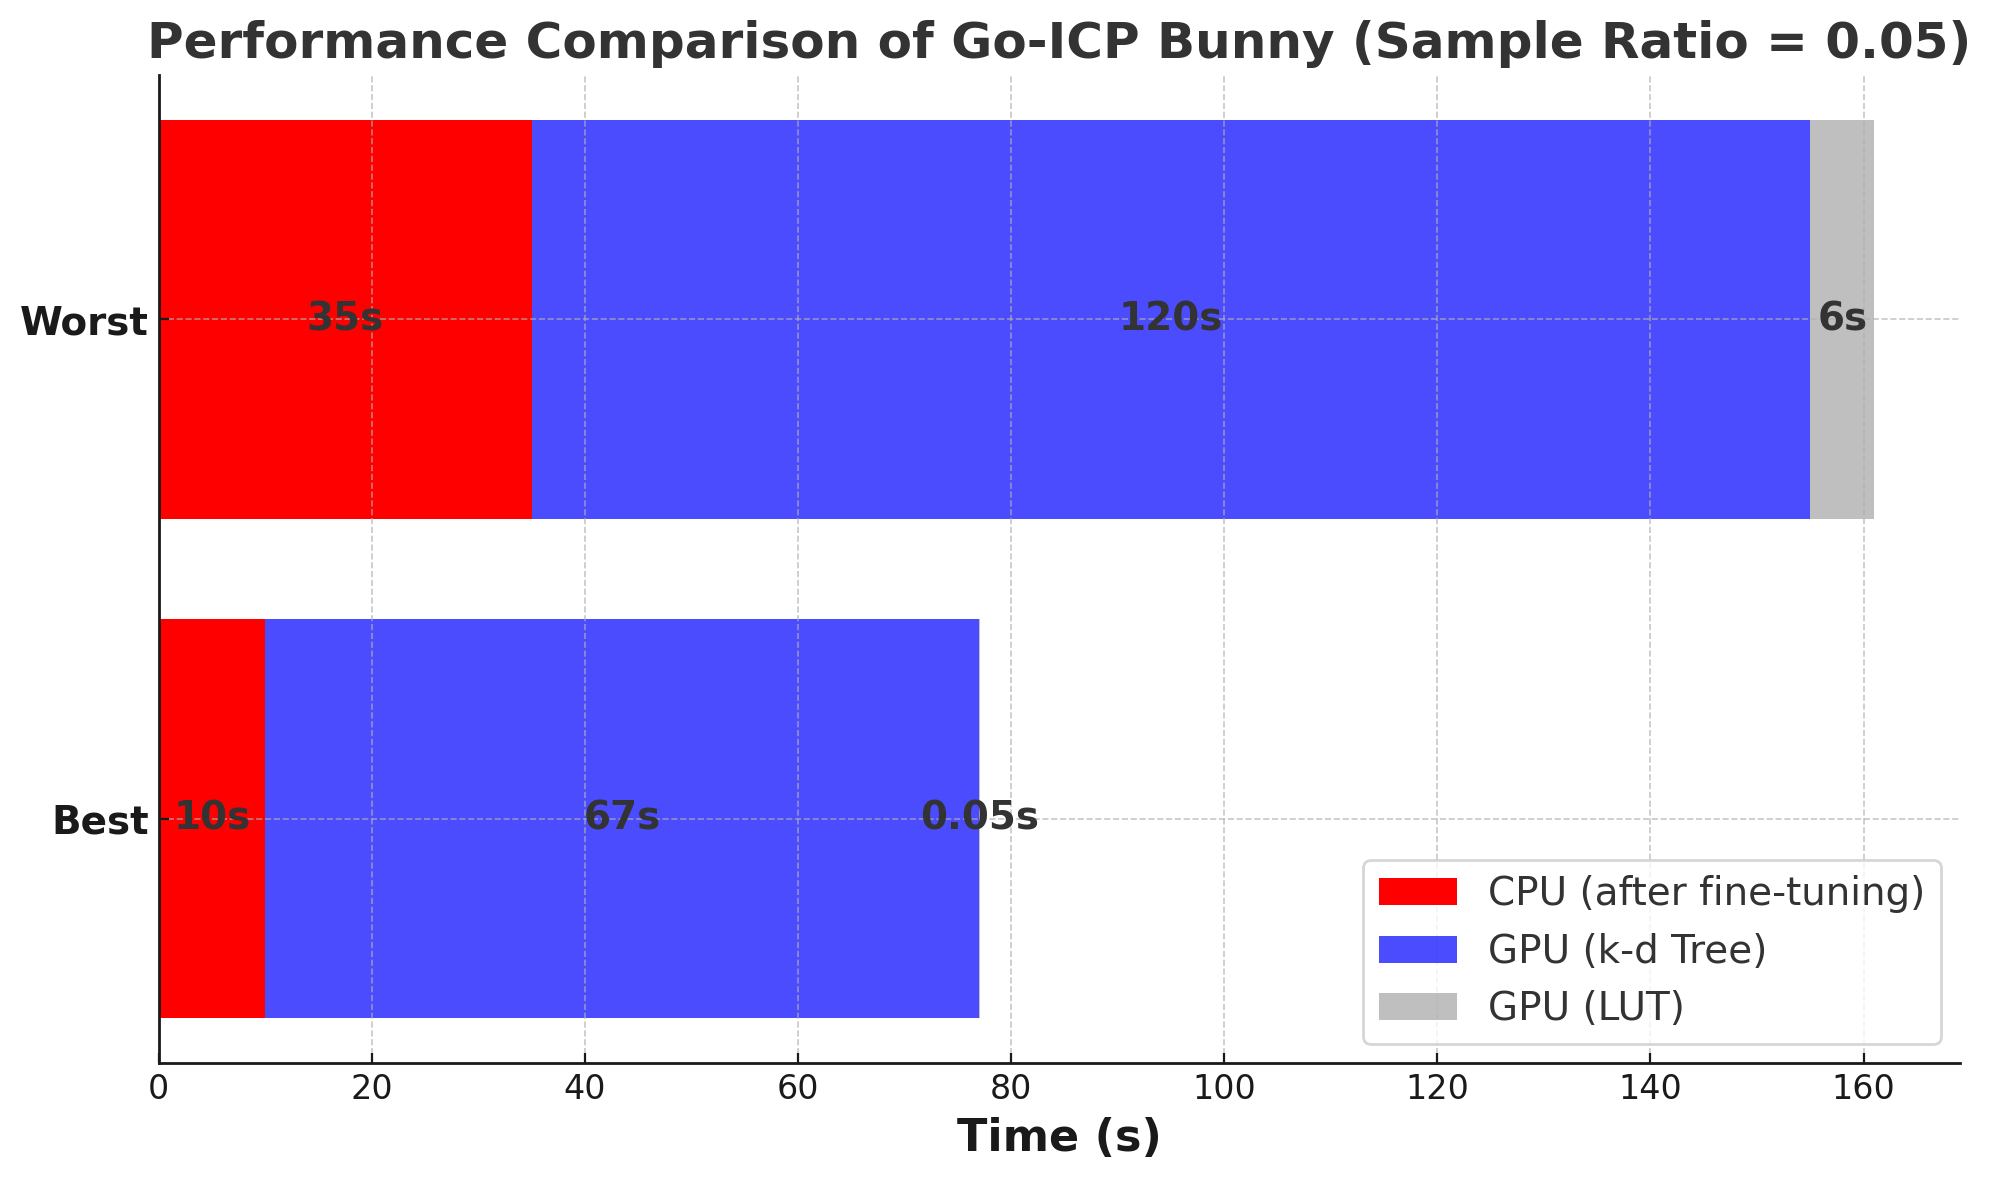 Performance Comparison of Go-ICP Bunny (Sample Ratio = 0.05)
Worst
35s
120s
6s
Best
10s
67s
0.05s
CPU (after fine-tuning)
GPU (k-d Tree)
GPU (LUT)
0 20 40 60 80 100 120 140 160
Time (s)